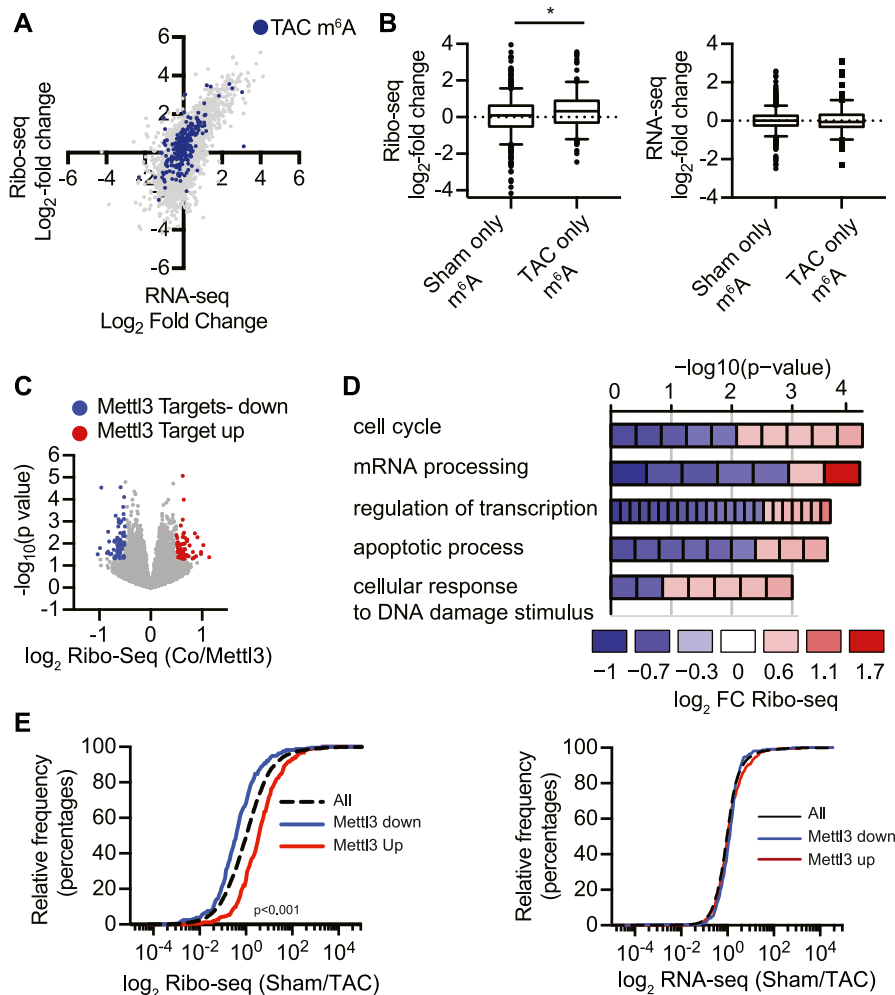 A
TAC m⁶A
Ribo-seq
Log₂-fold change
6
4
2
-2
-4
-6
-6 -4 -2 2 4 6
RNA-seq
Log₂ Fold Change
B
*
Ribo-seq
log₂-fold change
4
2
0
-2
-4
Sham only
m⁶A
TAC only
m⁶A
RNA-seq
log₂-fold change
4
2
0
-2
-4
Sham only
m⁶A
TAC only
m⁶A
C
Mettl3 Targets- down
Mettl3 Target up
-log₁₀(p value)
6
5
4
3
2
1
0
-1
-1 0 1
log₂ Ribo-Seq (Co/Mettl3)
D
−log10(p−value)
0 1 2 3 4
cell cycle
mRNA processing
regulation of transcription
apoptotic process
cellular response
to DNA damage stimulus
−1 −0.7 −0.3 0 0.6 1.1 1.7
log₂ FC Ribo-seq
E
Relative frequency
(percentages)
100
80
60
40
20
0
All
Mettl3 down
Mettl3 Up
p<0.001
10⁻⁴ 10⁻² 10⁰ 10² 10⁴
log₂ Ribo-seq (Sham/TAC)
Relative frequency
(percentages)
100
80
60
40
20
0
All
Mettl3 down
Mettl3 up
10⁻⁴ 10⁻² 10⁰ 10² 10⁴
log₂ RNA-seq (Sham/TAC)